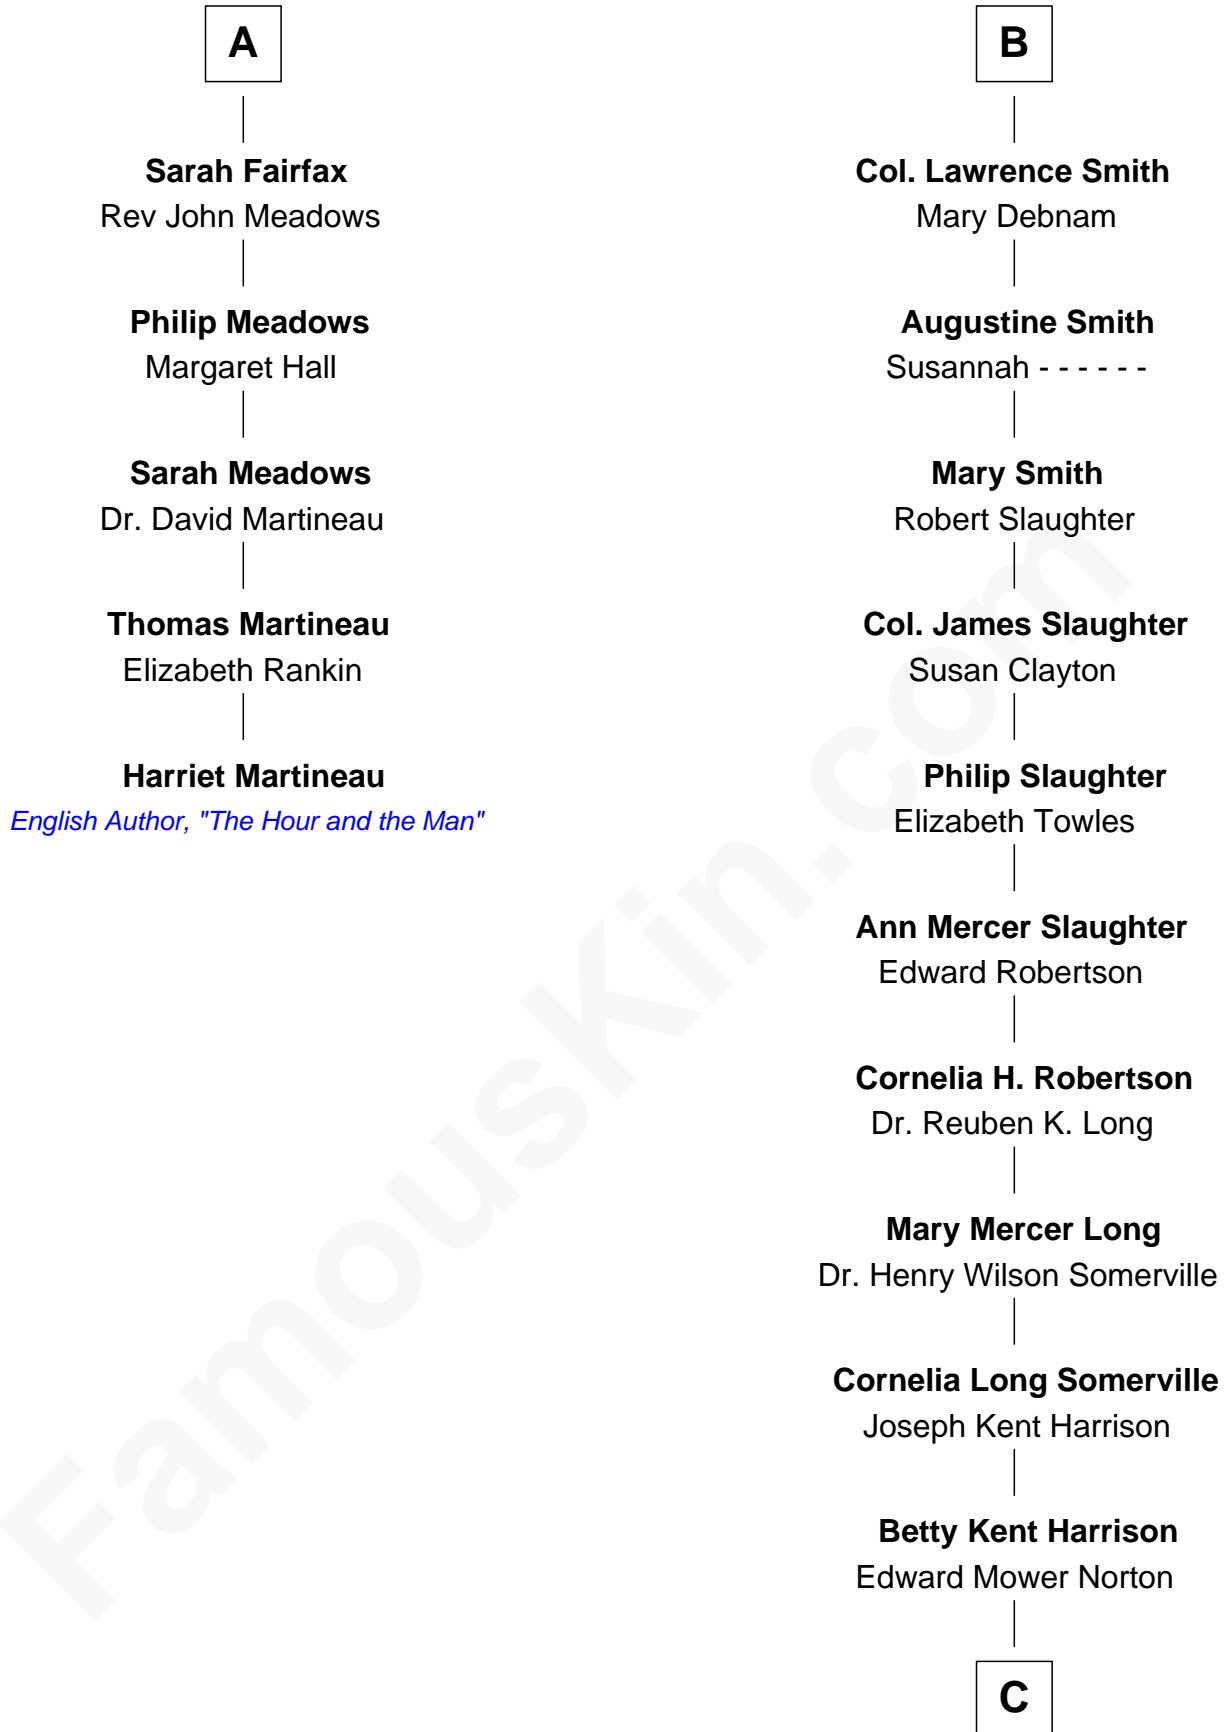 A
Sarah Fairfax
Rev John Meadows
Philip Meadows
Margaret Hall
Sarah Meadows
Dr. David Martineau
Thomas Martineau
Elizabeth Rankin
Harriet Martineau
English Author, "The Hour and the Man"
B
Col. Lawrence Smith
Mary Debnam
Augustine Smith
Susannah - - - - - -
Mary Smith
Robert Slaughter
Col. James Slaughter
Susan Clayton
Philip Slaughter
Elizabeth Towles
Ann Mercer Slaughter
Edward Robertson
Cornelia H. Robertson
Dr. Reuben K. Long
Mary Mercer Long
Dr. Henry Wilson Somerville
Cornelia Long Somerville
Joseph Kent Harrison
Betty Kent Harrison
Edward Mower Norton
C
FamousKin.com